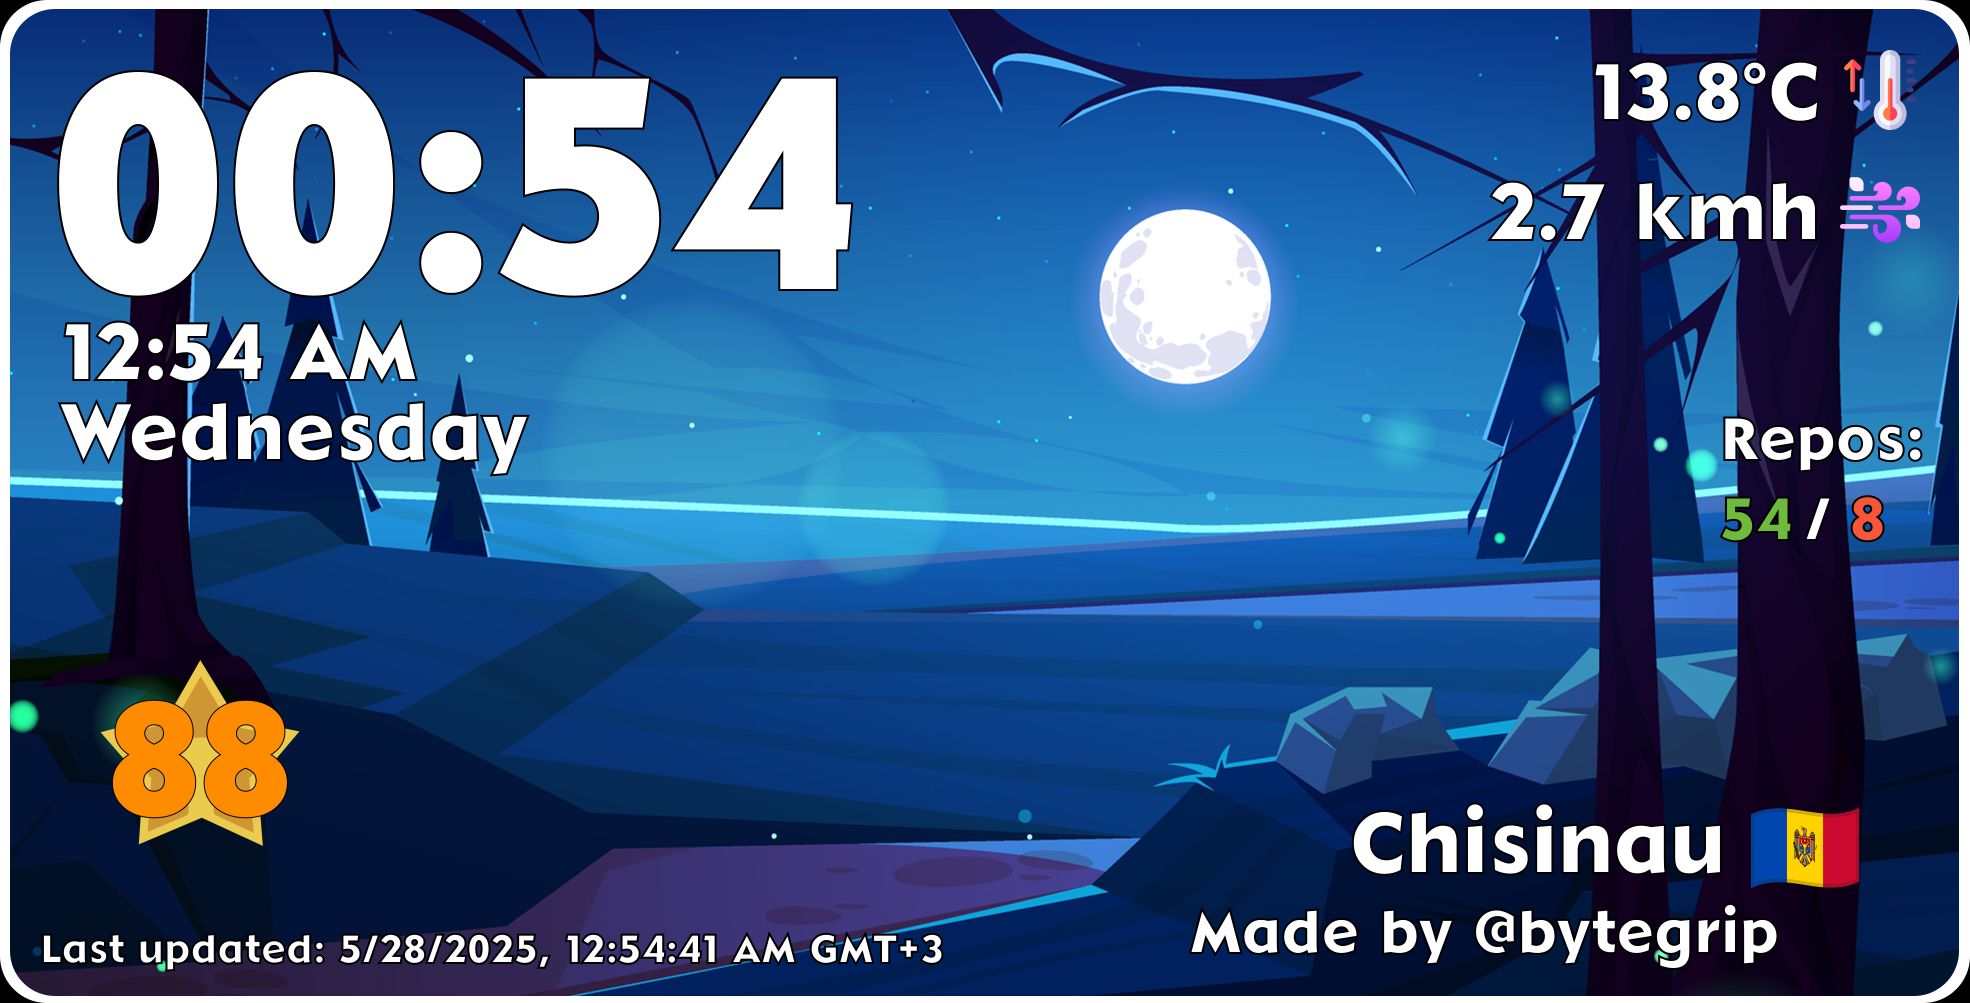 00:54
12:54 AM
Wednesday
13.8°C
2.7 kmh
Repos:
54 / 8
88
Chisinau
Made by @bytegrip
Last updated: 5/28/2025, 12:54:41 AM GMT+3